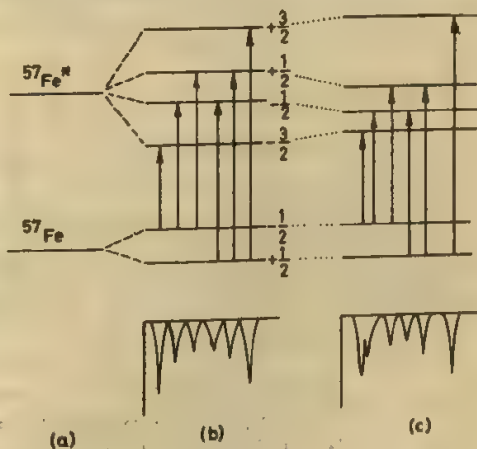 +3/2
⁵⁷Fe*
+1/2
-1/2
-3/2
⁵⁷Fe
-1/2
+1/2
(a)
(b)
(c)